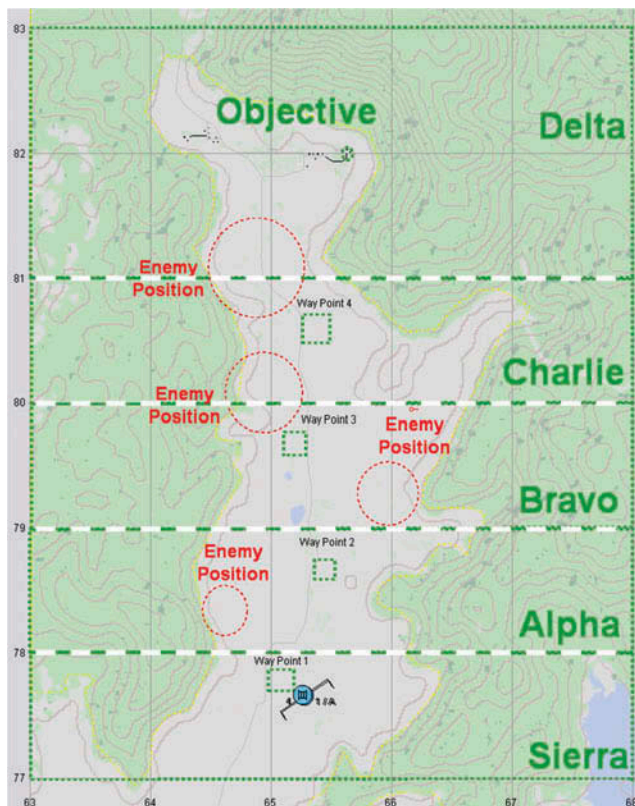 83
Objective
Delta
82
Enemy
Position
81
Way Point 4
Charlie
Enemy
Position
80
Way Point 3
Enemy
Position
Bravo
79
Way Point 2
Enemy
Position
Alpha
78
Way Point 1
1/A
Sierra
77
63
64
65
66
67